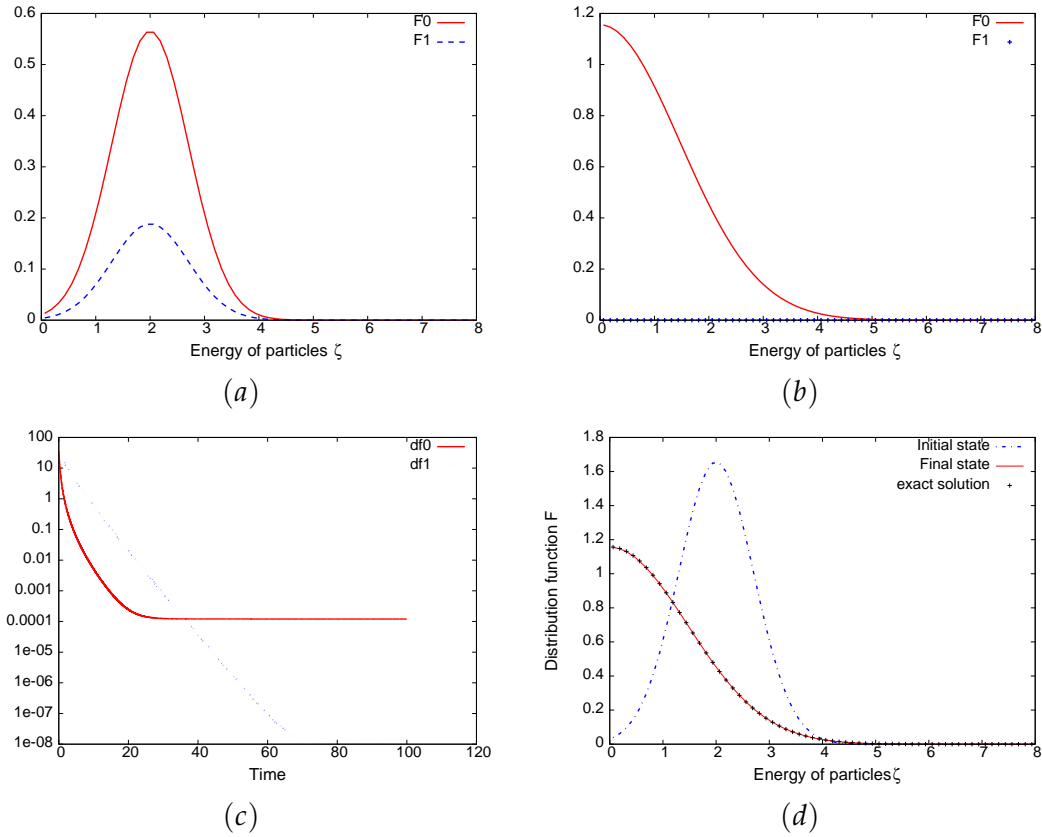 F0
F1
0.6
0.5
0.4
0.3
0.2
0.1
0
0 1 2 3 4 5 6 7 8
Energy of particles ζ
(a)
F0
F1
1.2
1
0.8
0.6
0.4
0.2
0
0 1 2 3 4 5 6 7 8
Energy of particles ζ
(b)
df0
df1
100
10
1
0.1
0.01
0.001
0.0001
1e-05
1e-06
1e-07
1e-08
0 20 40 60 80 100 120
Time
(c)
Initial state
Final state
exact solution
1.8
1.6
1.4
1.2
1
0.8
0.6
0.4
0.2
0
Distribution function F
0 1 2 3 4 5 6 7 8
Energy of particles ζ
(d)